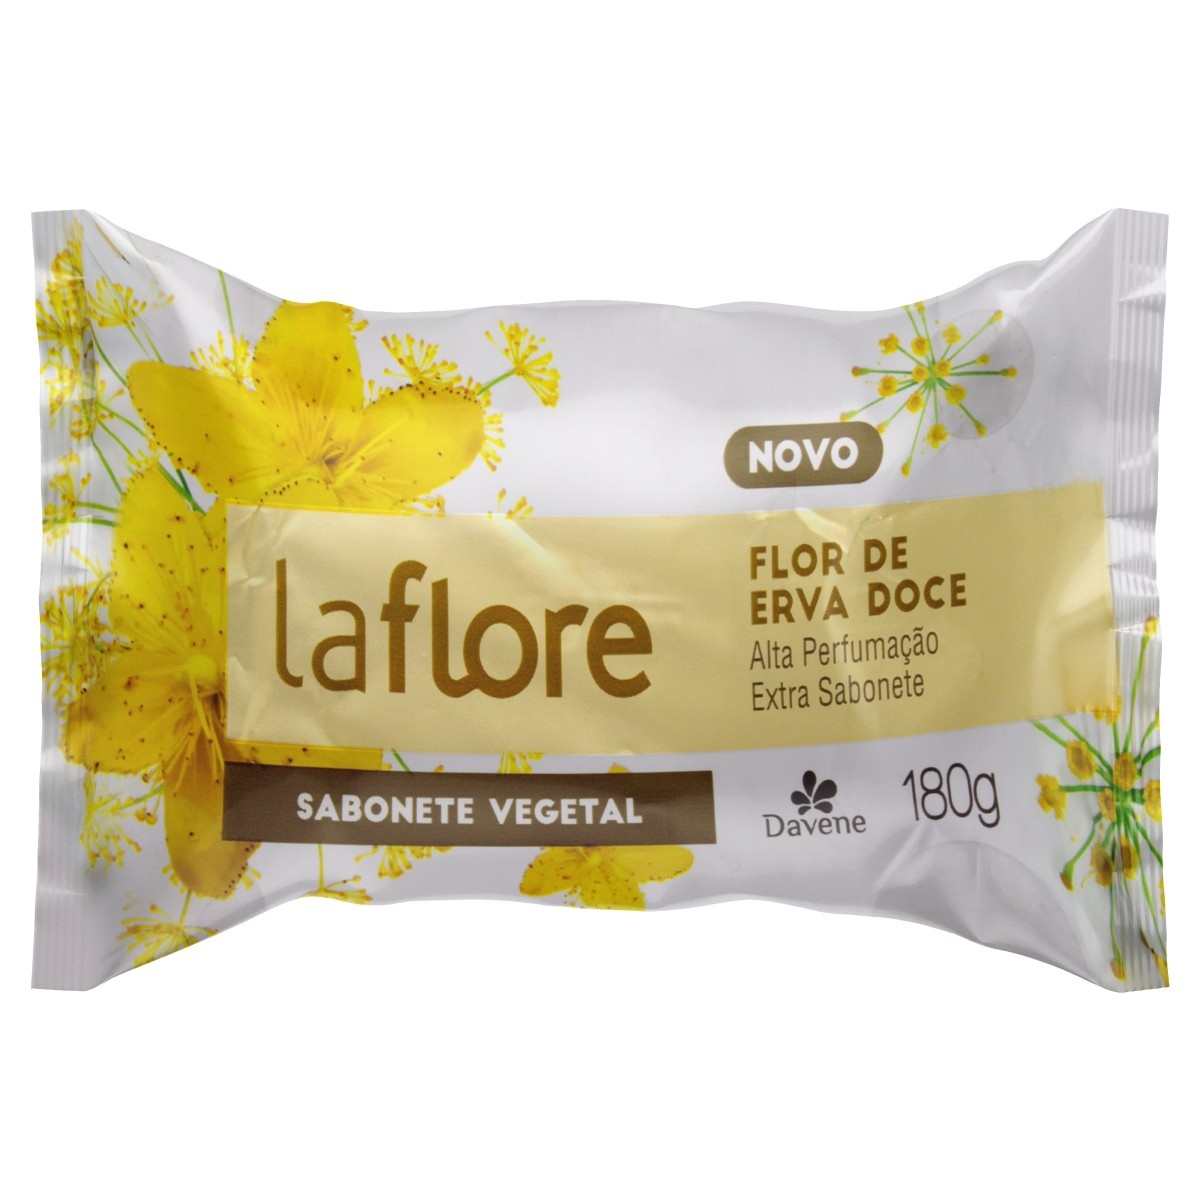 NOVO
laflore
FLOR DE
ERVA DOCE
Alta Perfumação
Extra Sabonete
SABONETE VEGETAL
Davene
180g